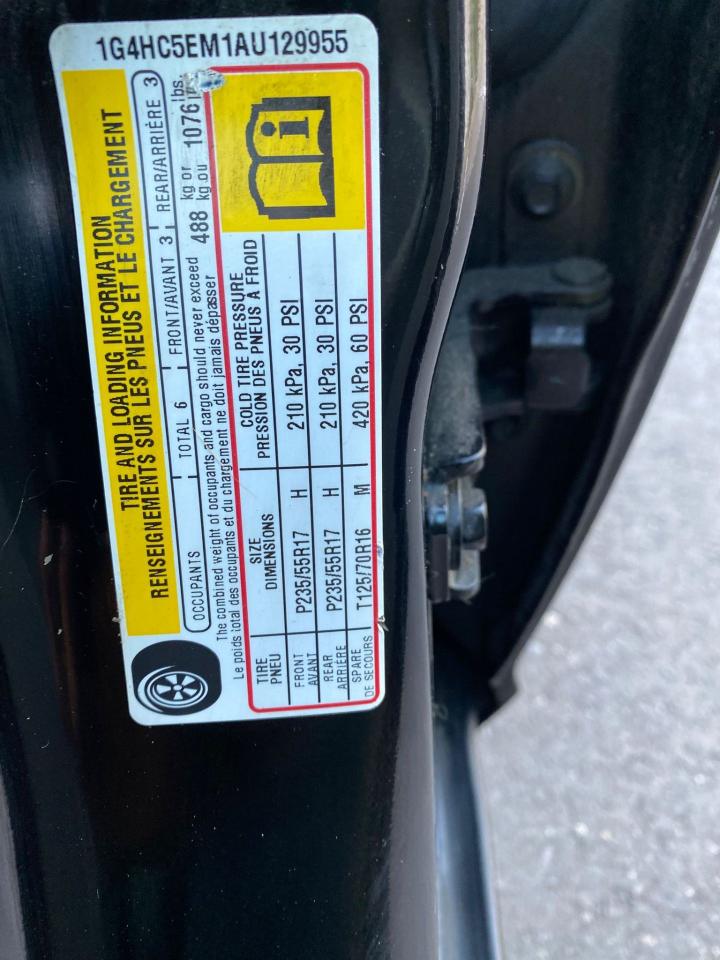 1G4HC5EM1AU129955
TIRE AND LOADING INFORMATION
RENSEIGNEMENTS SUR LES PNEUS ET LE CHARGEMENT
OCCUPANTS TOTAL 6 FRONT/AVANT 3 REAR/ARRIÈRE 3
The combined weight of occupants and cargo should never exceed 488 kg or 1076 lbs
Le poids total des occupants et du chargement ne doit jamais dépasser kg ou
TIRE SIZE COLD TIRE PRESSURE
PNEU DIMENSIONS PRESSION DES PNEUS À FROID
FRONT P235/55R17 H 210 kPa, 30 PSI
AVANT
REAR P235/55R17 H 210 kPa, 30 PSI
ARRIÈRE
SPARE T125/70R16 M 420 kPa, 60 PSI
DE SECOURS